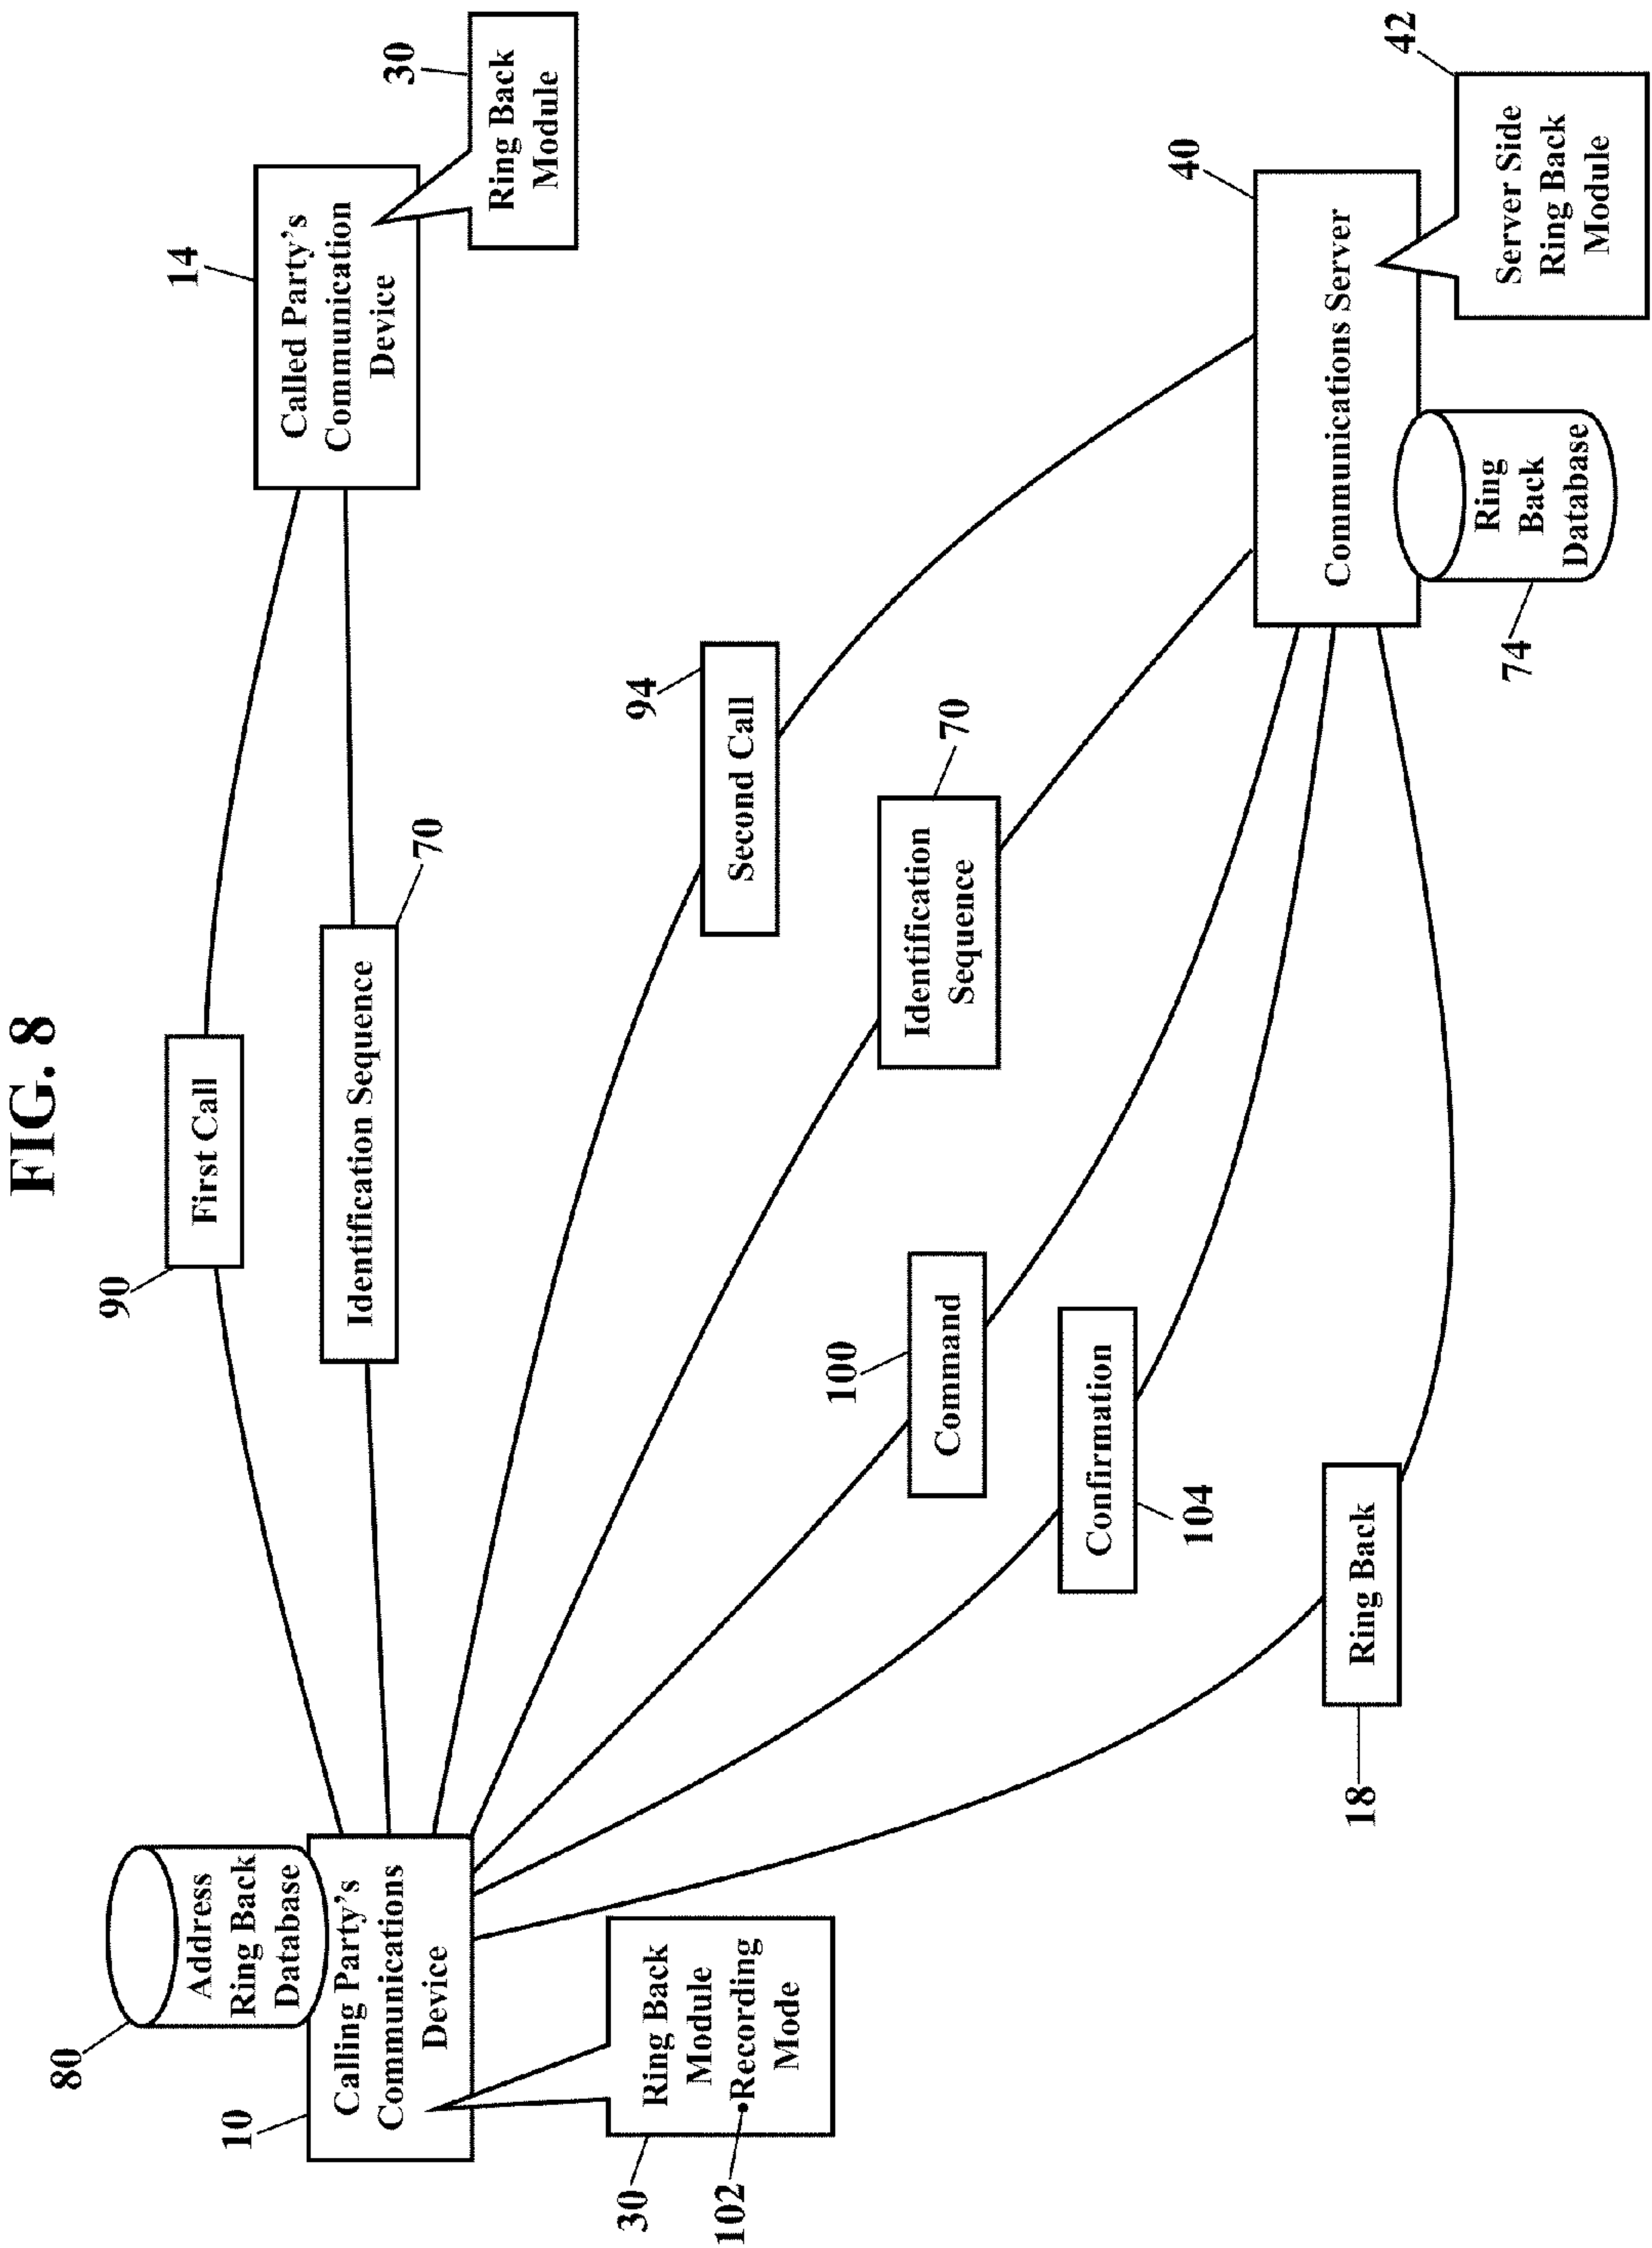 FIG. 8
80
Address
Ring Back
Database
10
Calling Party's
Communications
Device
30
Ring Back
Module
•Recording
Mode
102
90
First Call
Identification Sequence
70
14
Called Party's
Communication
Device
30
Ring Back
Module
94
Second Call
70
Identification
Sequence
100
Command
Confirmation
104
Ring Back
18
40
Communications Server
42
Server Side
Ring Back
Module
Ring
Back
Database
74